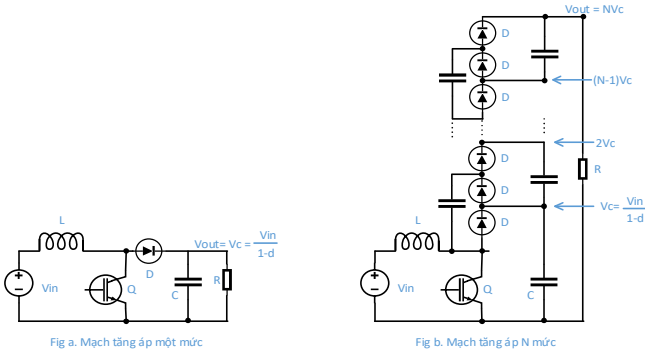 L
Vin
Q
D
C
R
Vout= Vc = Vin
1-d
Fig a. Mạch tăng áp một mức
Vout = NVc
D
D
D
(N-1)Vc
2Vc
D
D
D
R
Vc= Vin
1-d
L
Vin
Q
C
Fig b. Mạch tăng áp N mức